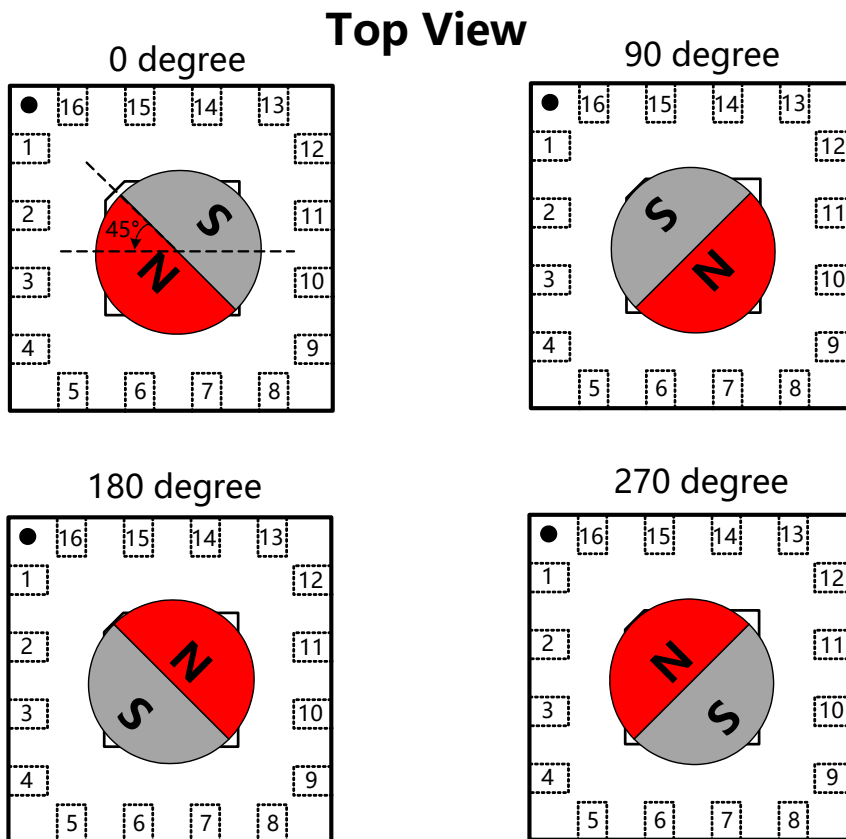 Top View
0 degree
90 degree
16 15 14 13
1 12
2 11
3 10
4 9
5 6 7 8
S
N
45°
16 15 14 13
1 12
2 11
3 10
4 9
5 6 7 8
S
N
180 degree
270 degree
16 15 14 13
1 12
2 11
3 10
4 9
5 6 7 8
N
S
16 15 14 13
1 12
2 11
3 10
4 9
5 6 7 8
N
S